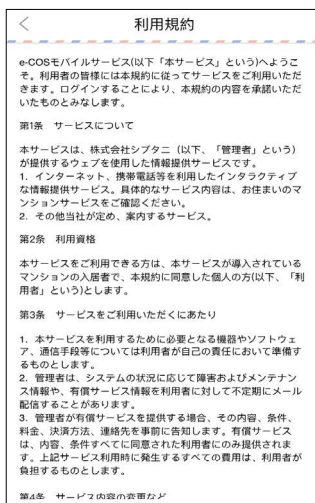 利用規約
e-COSモバイルサービス(以下「本サービス」という)へようこ
そ。利用者の皆様には本規約に従ってサービスをご利用いただ
きます。ログインすることにより、本規約の内容を承諾いただ
いたものとみなします。
第1条 サービスについて
本サービスは、株式会社シブタニ（以下、「管理者」という）
が提供するウェブを使用した情報提供サービスです。
1. インターネット、携帯電話等を利用したインタラクティブ
な情報提供サービス。具体的なサービス内容は、お住まいのマ
ンションサービスをご確認ください。
2. その他当社が定め、案内するサービス。
第2条 利用資格
本サービスをご利用できる方は、本サービスが導入されている
マンションの入居者で、本規約に同意した個人の方(以下、「利
用者」という)とします。
第3条 サービスをご利用いただくにあたり
1. 本サービスを利用するために必要となる機器やソフトウェ
ア、通信手段等については利用者が自己の責任において準備す
るものとします。
2. 管理者は、システムの状況に応じて障害およびメンテナン
ス情報や、有償サービス情報を利用者に対して不定期にメール
配信することがあります。
3. 管理者が有償サービスを提供する場合、その内容、条件、
料金、決済方法、連絡先を事前に告知します。有償サービス
は、内容、条件すべてに同意された利用者にのみ提供されま
す。上記サービス利用時に発生するすべての費用は、利用者が
負担するものとします。
第4条 サービス内容の変更など